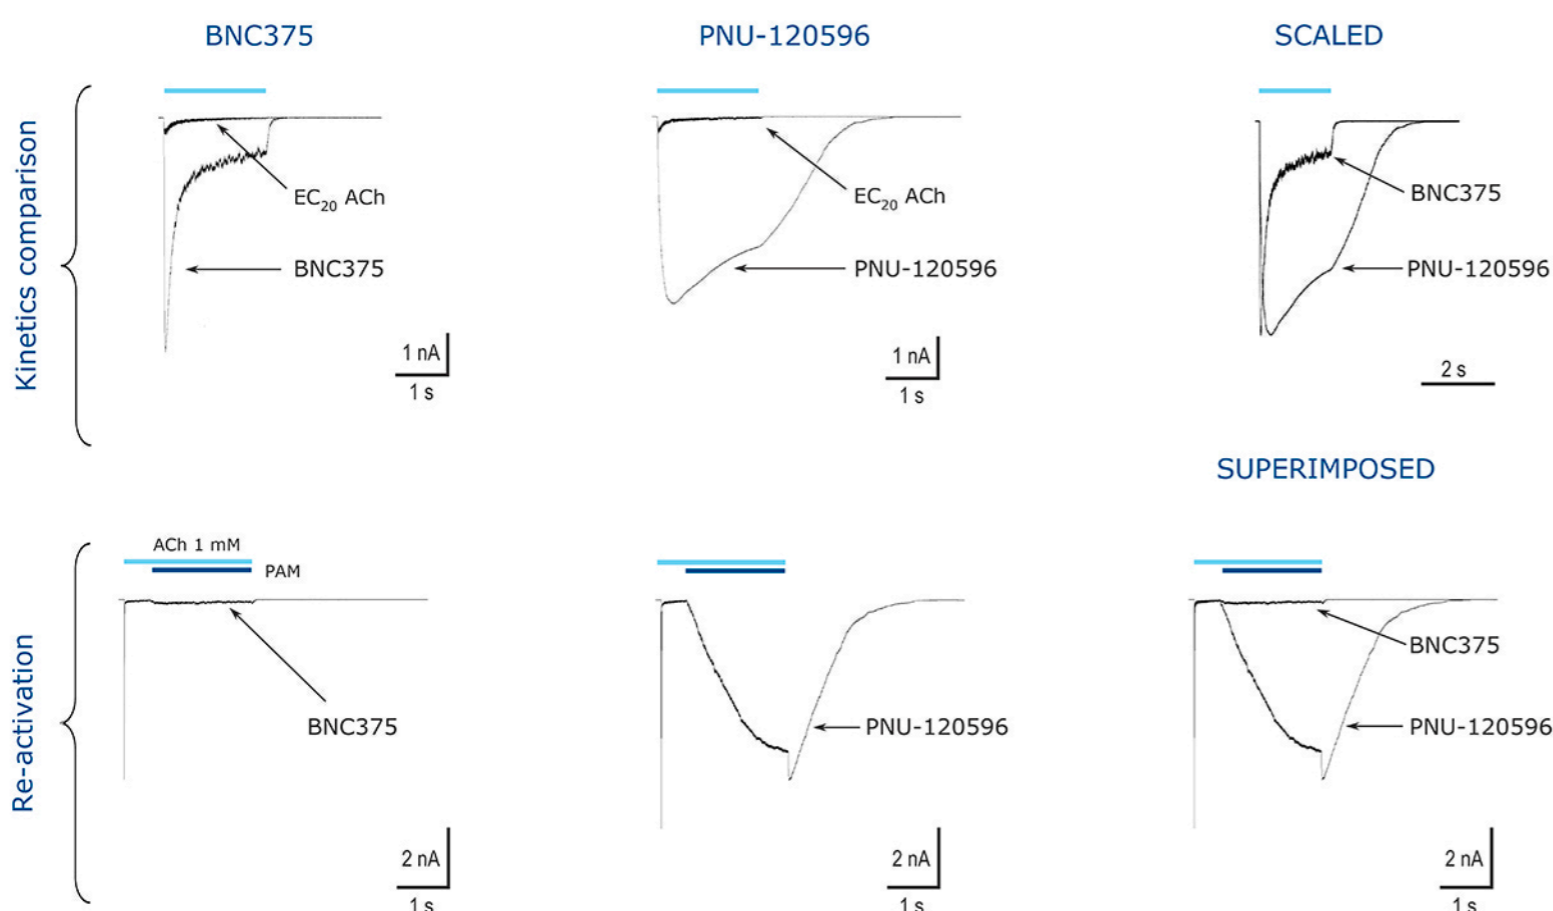 BNC375
PNU-120596
SCALED
Kinetics comparison
EC20 ACh
BNC375
1 nA
1 s
EC20 ACh
PNU-120596
1 nA
1 s
BNC375
PNU-120596
2 s
SUPERIMPOSED
Re-activation
ACh 1 mM
PAM
BNC375
2 nA
1 s
PNU-120596
2 nA
1 s
BNC375
PNU-120596
2 nA
1 s